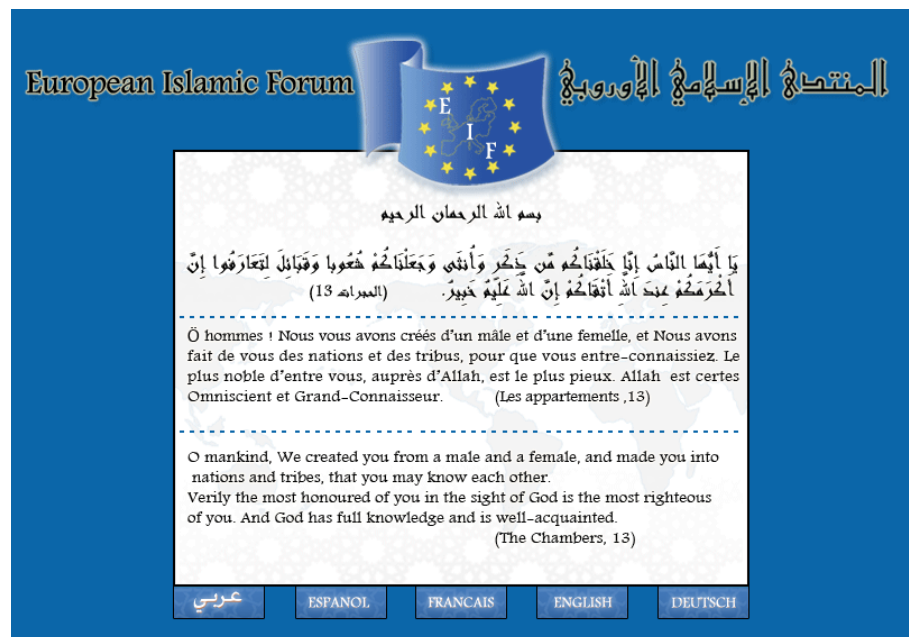 European Islamic Forum
المنتدى الإسلامي الأوروبي
E
I
F
بسم الله الرحمان الرحيم
يَا أَيُّهَا النَّاسُ إِنَّا خَلَقْنَاكُم مِّن ذَكَرٍ وَأُنثَى وَجَعَلْنَاكُمْ شُعُوبا وَقَبَائِلَ لِتَعَارَفُوا إِنَّ
أَكْرَمَكُمْ عِندَ اللَّهِ أَتْقَاكُمْ إِنَّ اللَّهَ عَلَيِمٌ خَبِيرٌ. (الحجرات 13)
Ö hommes ! Nous vous avons créés d'un mâle et d'une femelle, et Nous avons
fait de vous des nations et des tribus, pour que vous entre-connaissiez. Le
plus noble d'entre vous, auprès d'Allah, est le plus pieux. Allah est certes
Omniscient et Grand-Connaisseur. (Les appartements ,13)
O mankind, We created you from a male and a female, and made you into
nations and tribes, that you may know each other.
Verily the most honoured of you in the sight of God is the most righteous
of you. And God has full knowledge and is well-acquainted.
(The Chambers, 13)
عربي ESPANOL FRANCAIS ENGLISH DEUTSCH